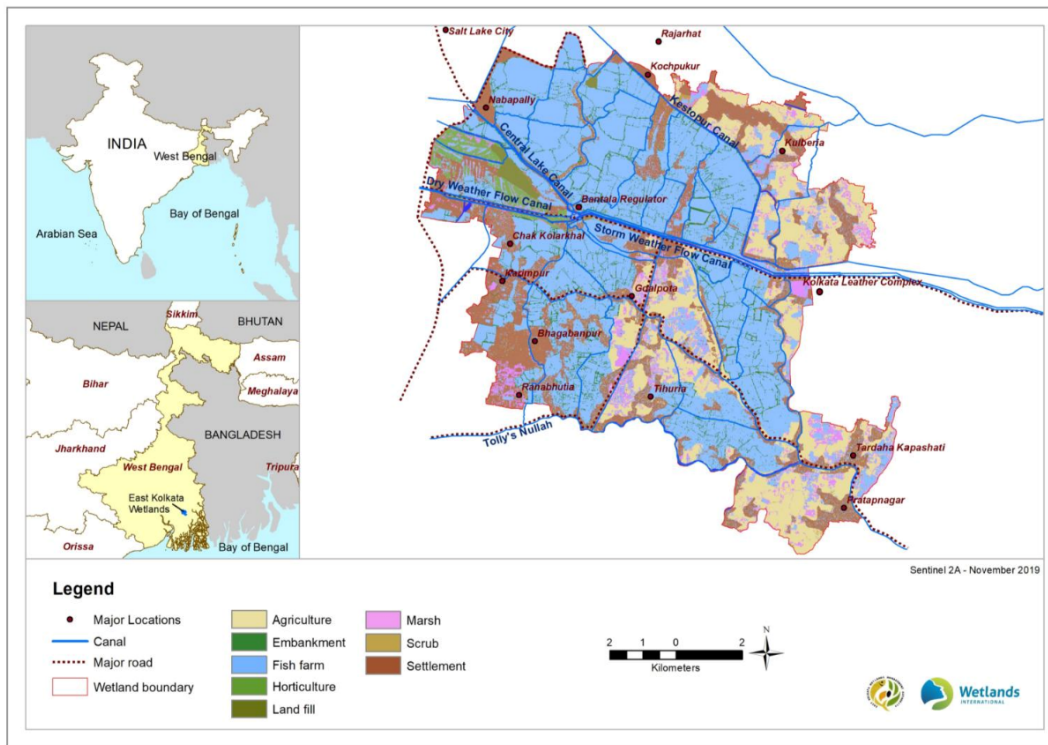 INDIA
West Bengal
Bay of Bengal
Arabian Sea
NEPAL
Sikkim
BHUTAN
Assam
Bihar
Meghalaya
BANGLADESH
Jharkhand
West Bengal
Tripura
East Kolkata
Wetlands
Orissa
Bay of Bengal
Salt Lake City
Rajarhat
Kochpukur
Nabapally
Kestopur Canal
Central Lake Canal
Kulberia
Dry Weather Flow Canal
Bantala Regulator
Storm Weather Flow Canal
Chak Kolarkhal
Karimpur
Goalpota
Kolkata Leather Complex
Bhagabanpur
Ranabhutia
Tihuria
Tolly's Nullah
Tardaha Kapashati
Pratapnagar
Sentinel 2A - November 2019
Legend
Major Locations
Canal
Major road
Wetland boundary
Agriculture
Embankment
Fish farm
Horticulture
Land fill
Marsh
Scrub
Settlement
2 1 0 2
Kilometers
N
Wetlands
INTERNATIONAL